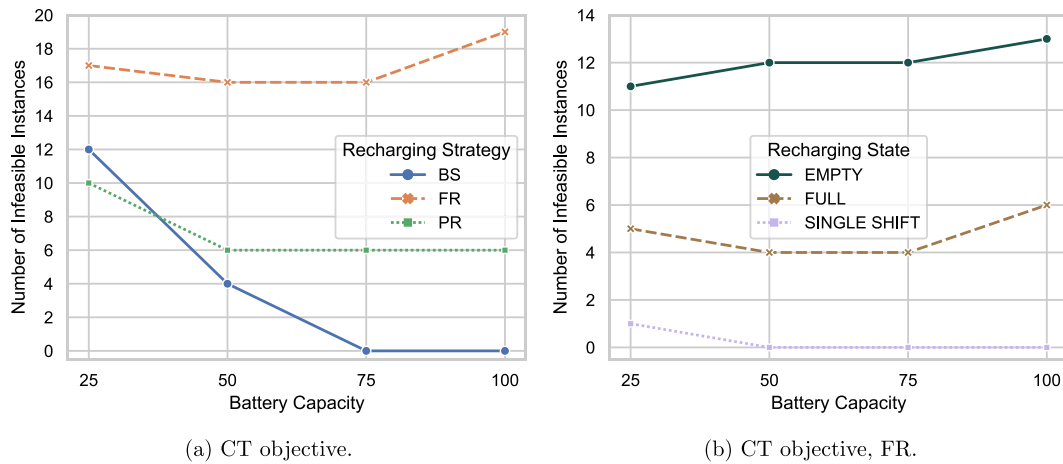 20
18
16
14
12
10
8
6
4
2
0
Number of Infeasible Instances
Recharging Strategy
BS
FR
PR
25 50 75 100
Battery Capacity
(a) CT objective.
14
12
10
8
6
4
2
0
Number of Infeasible Instances
Recharging State
EMPTY
FULL
SINGLE SHIFT
25 50 75 100
Battery Capacity
(b) CT objective, FR.